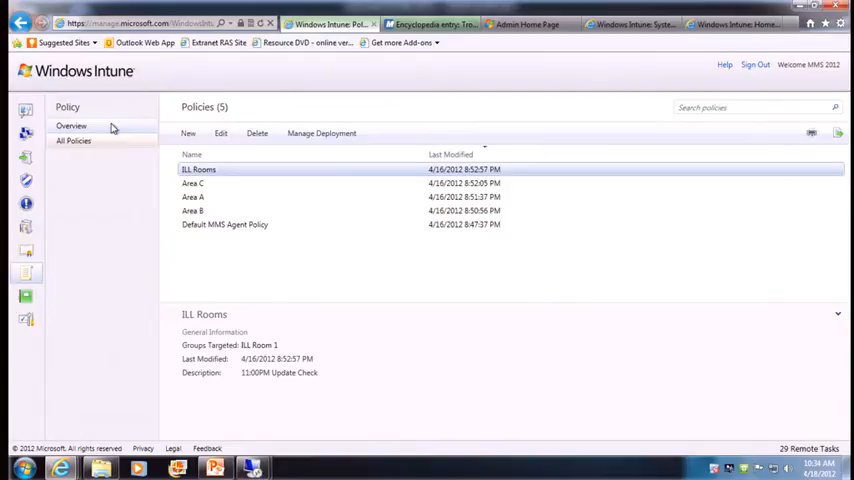 https://manage.microsoft.com/WindowsIntu
Windows Intune: Pol...
Encyclopedia entry: Tro...
Admin Home Page
Windows Intune: Syste...
Windows Intune: Home...
Suggested Sites
Outlook Web App
Extranet RAS Site
Resource DVD - online ver...
Get more Add-ons
Windows Intune
Help
Sign Out
Welcome MMS 2012
Policy
Overview
All Policies
Policies (5)
Search policies
New
Edit
Delete
Manage Deployment
Name
Last Modified
ILL Rooms
4/16/2012 8:52:57 PM
Area C
4/16/2012 8:52:05 PM
Area A
4/16/2012 8:51:37 PM
Area B
4/16/2012 8:50:56 PM
Default MMS Agent Policy
4/16/2012 8:47:37 PM
ILL Rooms
General Information
Groups Targeted: ILL Room 1
Last Modified: 4/16/2012 8:52:57 PM
Description: 11:00PM Update Check
© 2012 Microsoft. All rights reserved
Privacy
Legal
Feedback
29 Remote Tasks
10:34 AM
4/18/2012